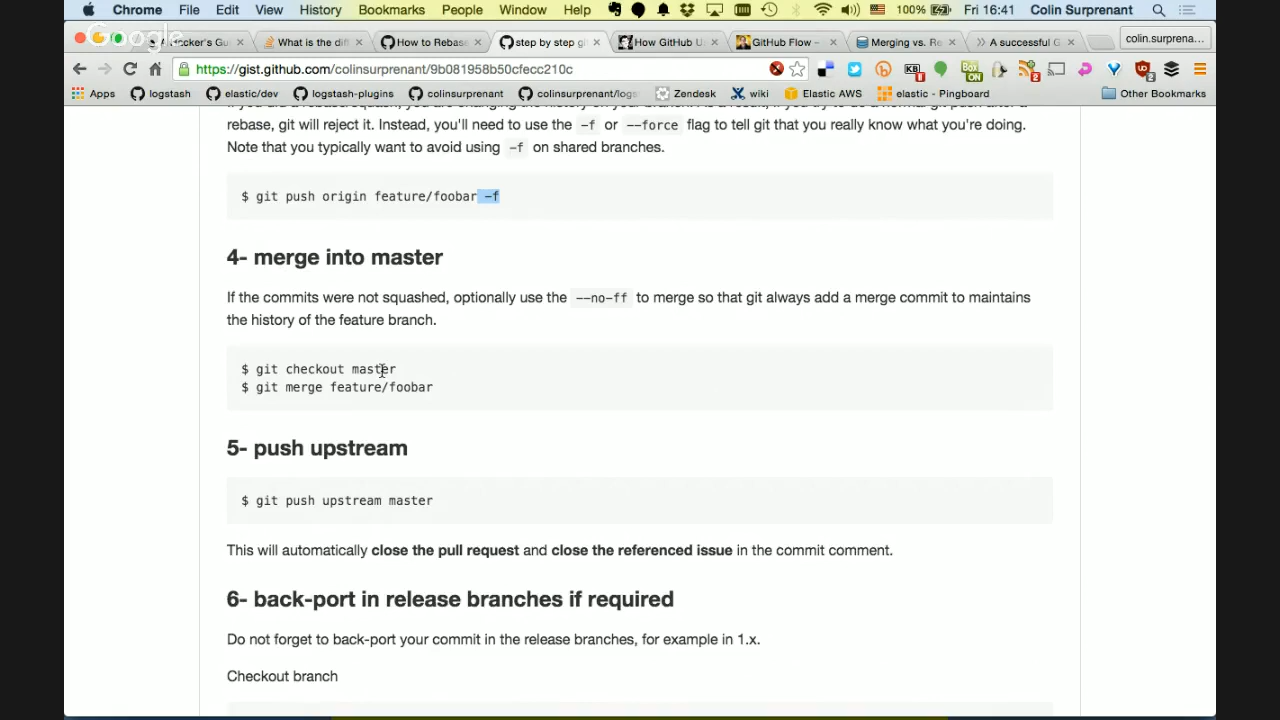 Chrome File Edit View History Bookmarks People Window Help 100% Fri 16:41 Colin Surprenant
Google
cker's Gu What is the dif How to Rebase step by step gi How GitHub U GitHub Flow – Merging vs. Re A successful G colin.surprena...
https://gist.github.com/colinsurprenant/9b081958b50cfecc210c
Apps logstash elastic/dev logstash-plugins colinsurprenant colinsurprenant/logs Zendesk wiki Elastic AWS elastic - Pingboard Other Bookmarks
rebase, git will reject it. Instead, you'll need to use the -f or --force flag to tell git that you really know what you're doing.
Note that you typically want to avoid using -f on shared branches.
$ git push origin feature/foobar -f
4- merge into master
If the commits were not squashed, optionally use the --no-ff to merge so that git always add a merge commit to maintains
the history of the feature branch.
$ git checkout master
$ git merge feature/foobar
5- push upstream
$ git push upstream master
This will automatically close the pull request and close the referenced issue in the commit comment.
6- back-port in release branches if required
Do not forget to back-port your commit in the release branches, for example in 1.x.
Checkout branch